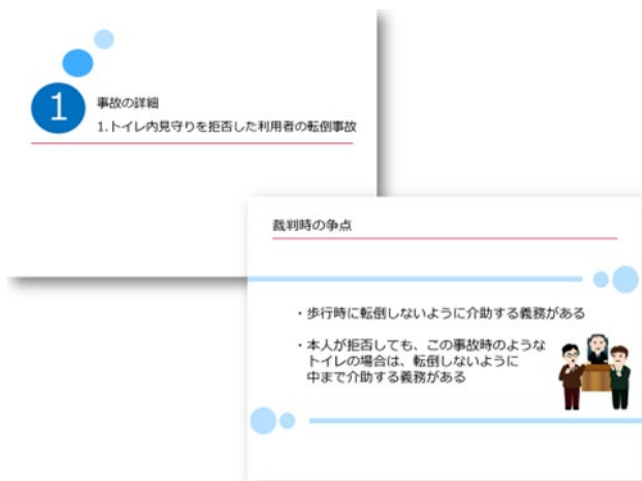 1
事故の詳細
1.トイレ内見守りを拒否した利用者の転倒事故
裁判時の争点
・歩行時に転倒しないように介助する義務がある
・本人が拒否しても、この事故時のような
トイレの場合は、転倒しないように
中まで介助する義務がある